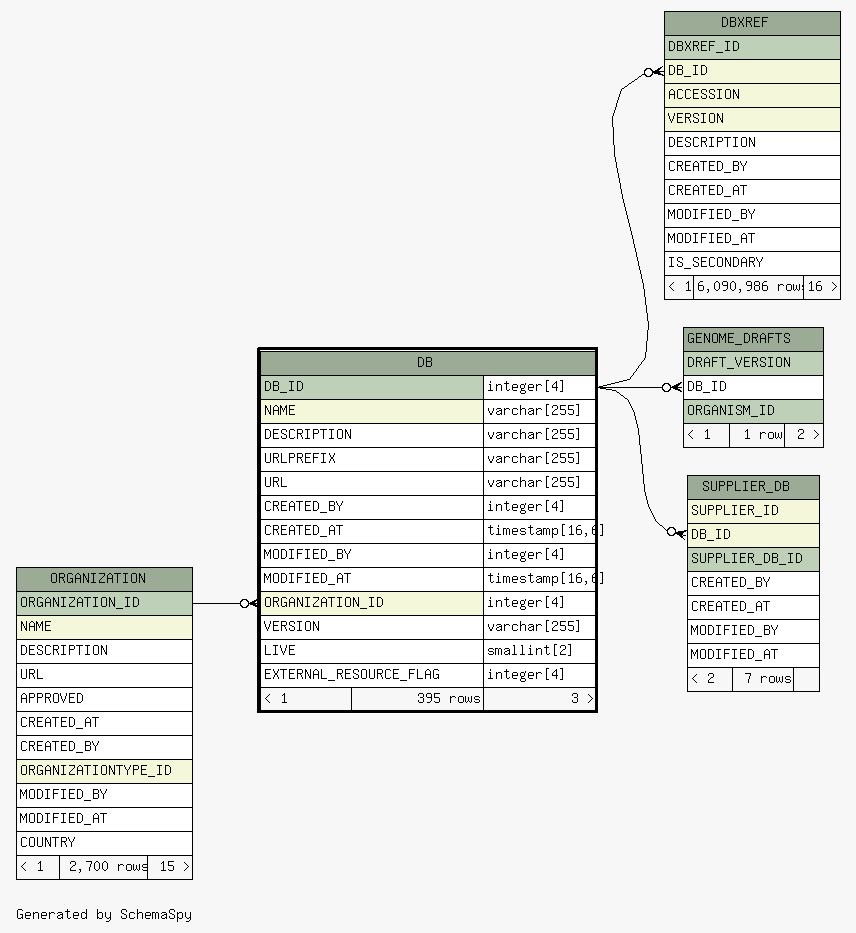 DBXREF
DBXREF_ID
DB_ID
ACCESSION
VERSION
DESCRIPTION
CREATED_BY
CREATED_AT
MODIFIED_BY
MODIFIED_AT
IS_SECONDARY
< 1 6,090,986 rows 16 >
GENOME_DRAFTS
DRAFT_VERSION
DB_ID
ORGANISM_ID
< 1 1 row 2 >
DB
DB_ID integer[4]
NAME varchar[255]
DESCRIPTION varchar[255]
URLPREFIX varchar[255]
URL varchar[255]
CREATED_BY integer[4]
CREATED_AT timestamp[16,6]
MODIFIED_BY integer[4]
MODIFIED_AT timestamp[16,6]
ORGANIZATION_ID integer[4]
VERSION varchar[255]
LIVE smallint[2]
EXTERNAL_RESOURCE_FLAG integer[4]
< 1 395 rows 3 >
SUPPLIER_DB
SUPPLIER_ID
DB_ID
SUPPLIER_DB_ID
CREATED_BY
CREATED_AT
MODIFIED_BY
MODIFIED_AT
< 2 7 rows
ORGANIZATION
ORGANIZATION_ID
NAME
DESCRIPTION
URL
APPROVED
CREATED_AT
CREATED_BY
ORGANIZATIONTYPE_ID
MODIFIED_BY
MODIFIED_AT
COUNTRY
< 1 2,700 rows 15 >
Generated by SchemaSpy